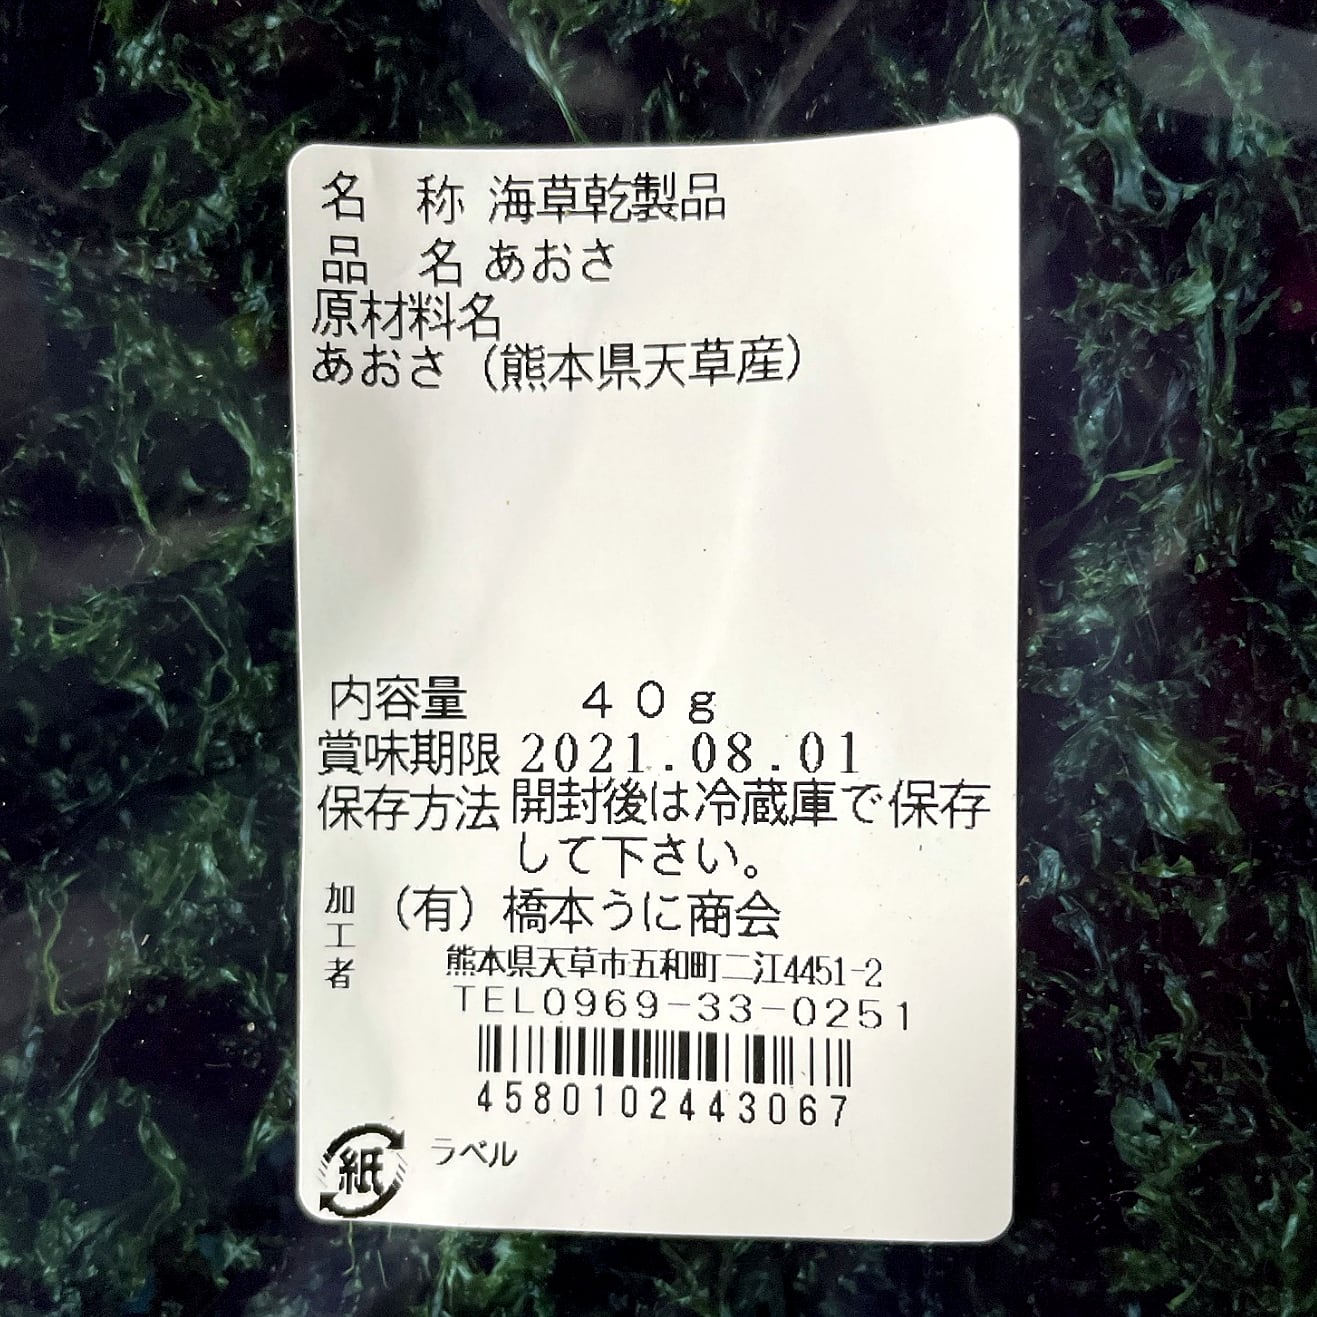 名　称 海草乾製品
品　名 あおさ
原材料名
あおさ（熊本県天草産）
内容量　　４０ｇ
賞味期限 2021.08.01
保存方法 開封後は冷蔵庫で保存
して下さい。
加工者 （有）橋本うに商会
熊本県天草市五和町二江4451-2
TEL0969-33-0251
4580102443067
紙 ラベル